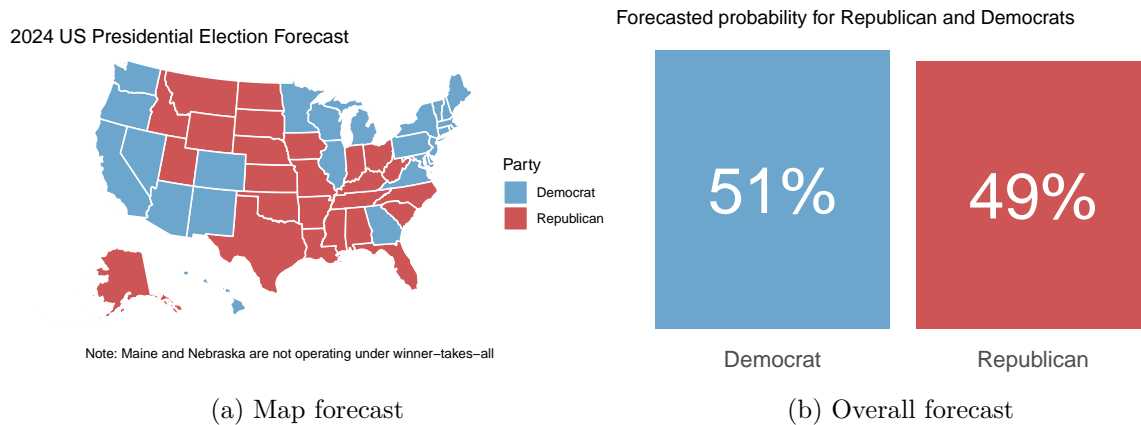 2024 US Presidential Election Forecast
Party
Democrat
Republican
Note: Maine and Nebraska are not operating under winner−takes−all
(a) Map forecast
Forecasted probability for Republican and Democrats
51%
49%
Democrat
Republican
(b) Overall forecast